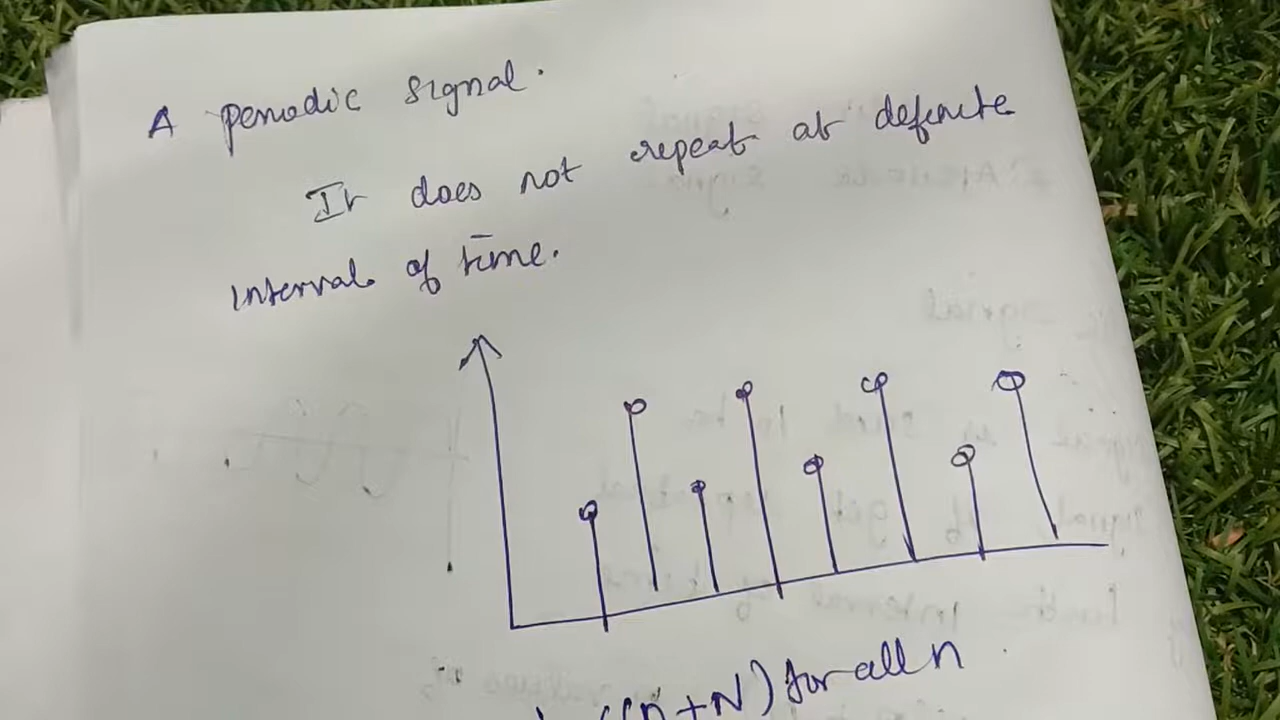 A periodic signal.
It does not repeat at definite
interval of time.
(n+N) for all n